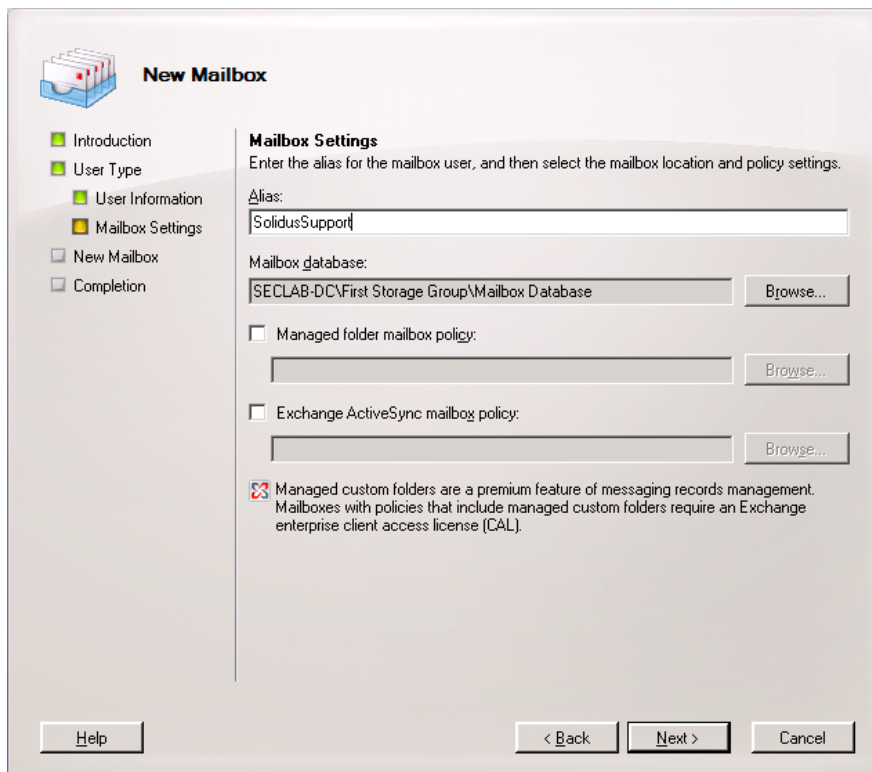 New Mailbox
Introduction
User Type
User Information
Mailbox Settings
New Mailbox
Completion
Mailbox Settings
Enter the alias for the mailbox user, and then select the mailbox location and policy settings.
Alias:
SolidusSupport
Mailbox database:
SECLAB-DC\First Storage Group\Mailbox Database
Browse...
Managed folder mailbox policy:
Browse...
Exchange ActiveSync mailbox policy:
Browse...
Managed custom folders are a premium feature of messaging records management.
Mailboxes with policies that include managed custom folders require an Exchange
enterprise client access license (CAL).
Help
< Back
Next >
Cancel